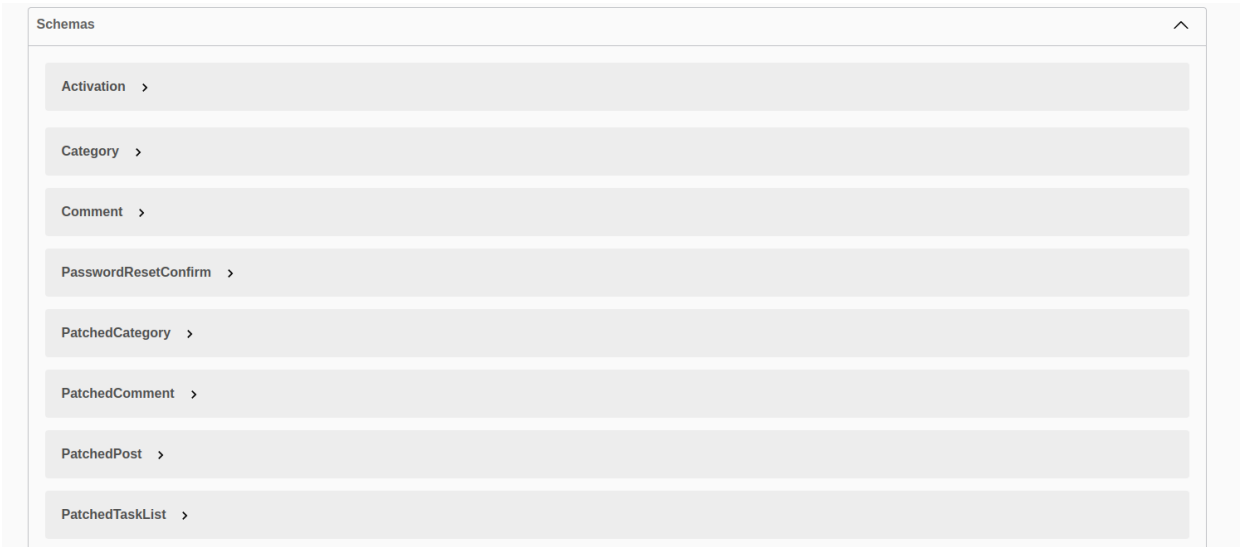 Schemas
Activation
Category
Comment
PasswordResetConfirm
PatchedCategory
PatchedComment
PatchedPost
PatchedTaskList